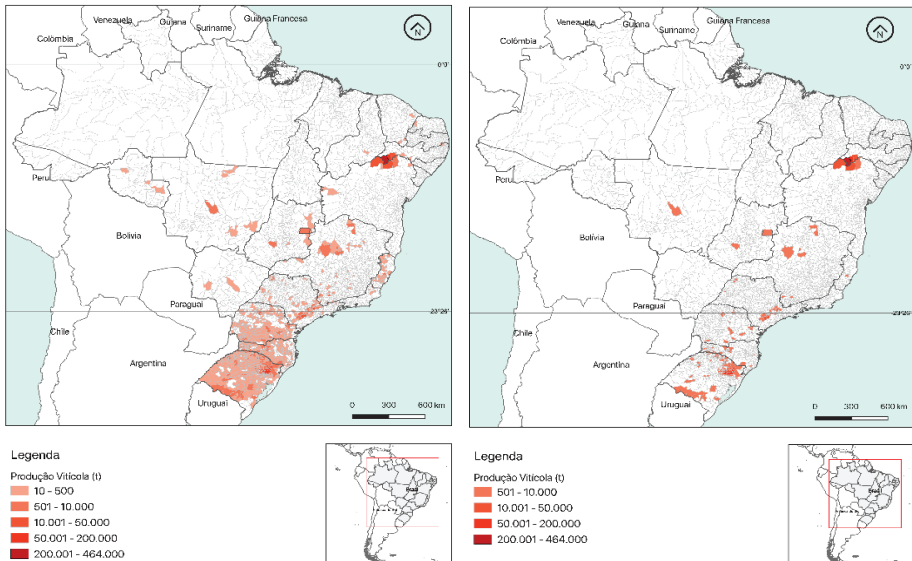 Venezuela
Guiana
Guiana Francesa
Suriname
Colômbia
N
0°0'
Peru
Bolívia
Paraguai
23°26'
Chile
Argentina
Uruguai
0 300 600 km
Legenda
Produção Vitícola (t)
10 - 500
501 - 10.000
10.001 - 50.000
50.001 - 200.000
200.001 - 464.000
Brasil
Venezuela
Guiana
Guiana Francesa
Suriname
Colômbia
N
0°0'
Peru
Bolívia
Paraguai
23°26'
Chile
Argentina
Uruguai
0 300 600 km
Legenda
Produção Vitícola (t)
501 - 10.000
10.001 - 50.000
50.001 - 200.000
200.001 - 464.000
Brasil